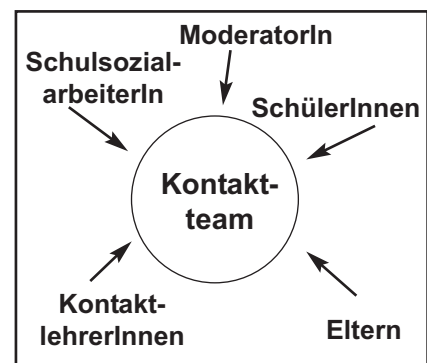 ModeratorIn
Schulsozial-
arbeiterIn
SchülerInnen
Kontakt-
team
Kontakt-
lehrerInnen
Eltern